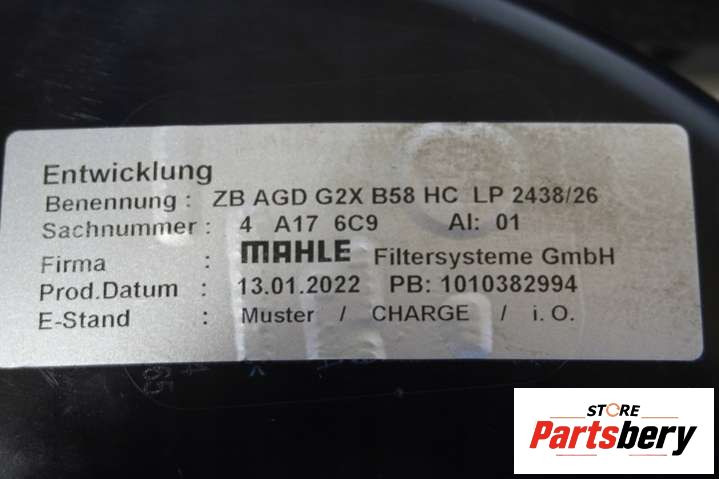 Entwicklung
Benennung : ZB AGD G2X B58 HC LP 2438/26
Sachnummer : 4 A17 6C9 AI: 01
Firma : MAHLE Filtersysteme GmbH
Prod.Datum : 13.01.2022 PB: 1010382994
E-Stand : Muster / CHARGE / i. O.
STORE
Partsbery